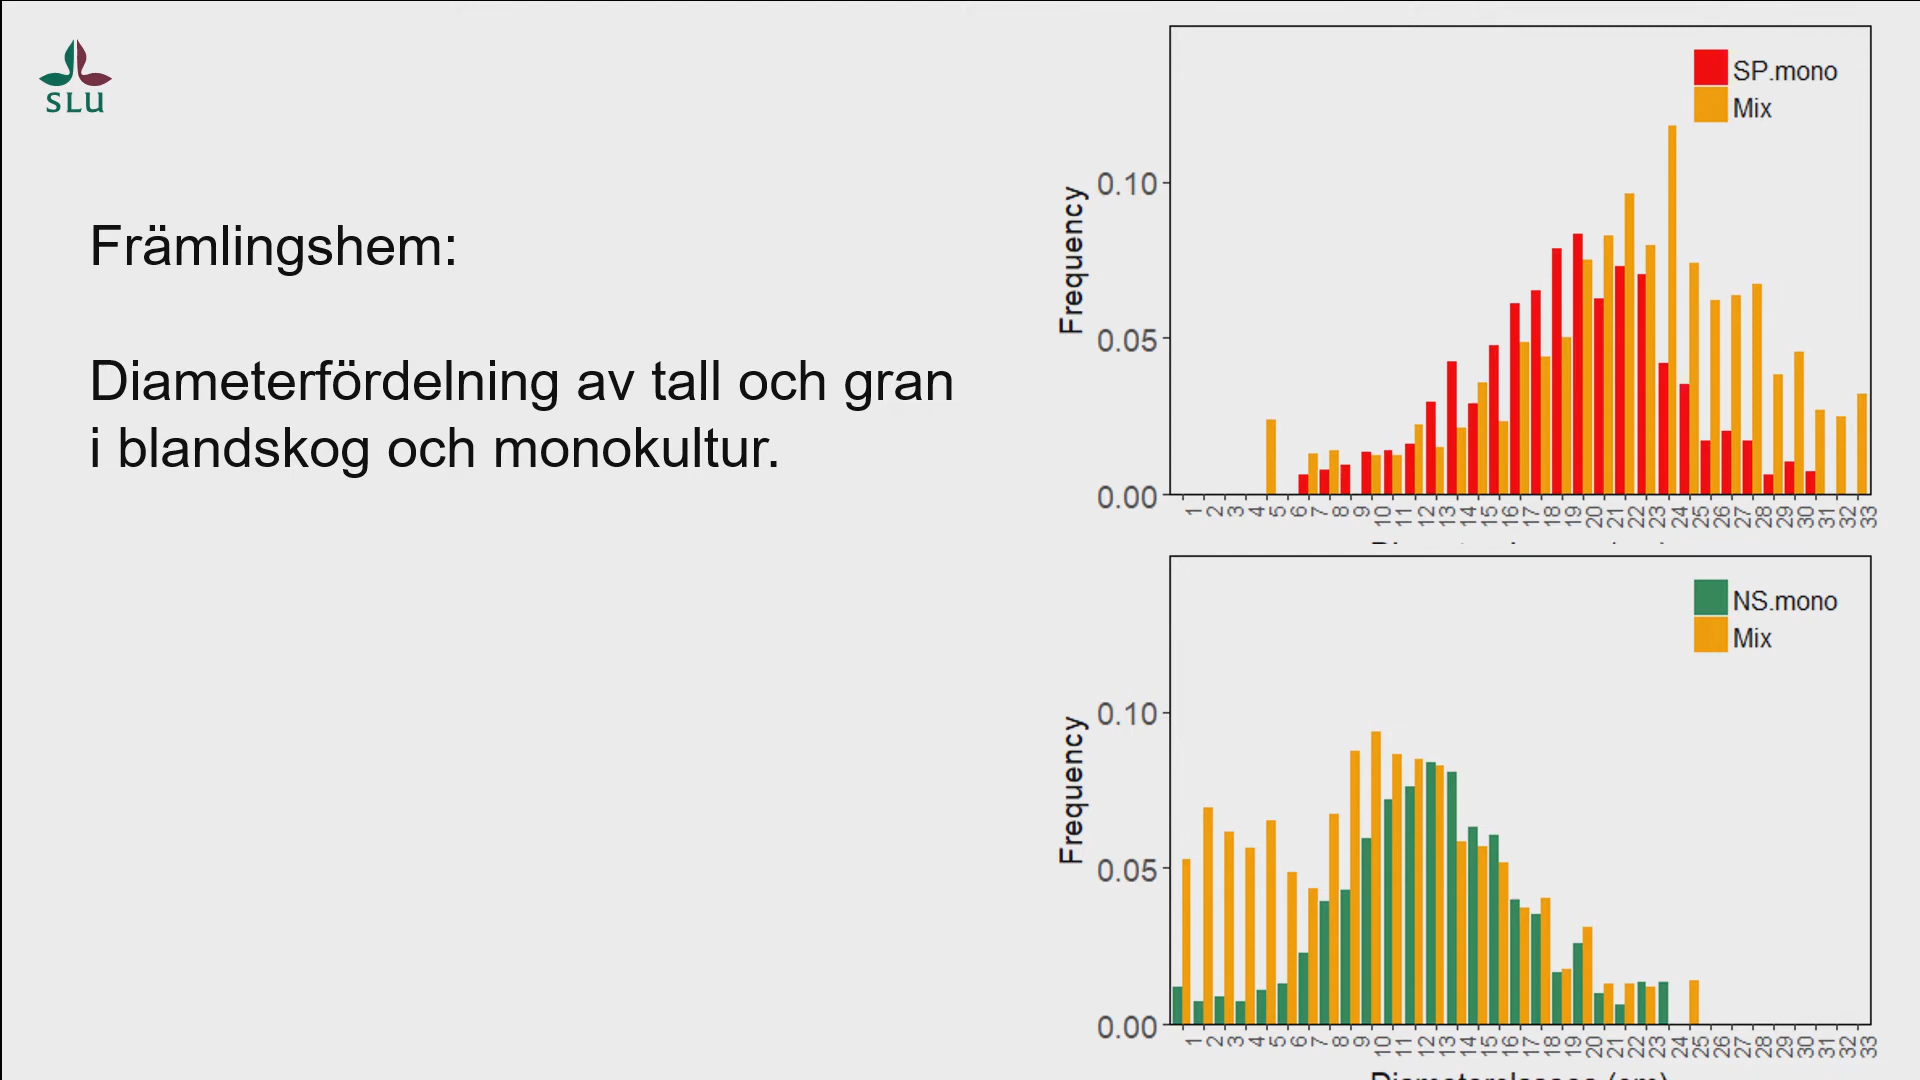 SLU
Främlingshem:
Diameterfördelning av tall och gran
i blandskog och monokultur.
SP.mono
Mix
Frequency
0.10
0.05
0.00
1 2 3 4 5 6 7 8 9 10 11 12 13 14 15 16 17 18 19 20 21 22 23 24 25 26 27 28 29 30 31 32 33
NS.mono
Mix
Frequency
0.10
0.05
0.00
1 2 3 4 5 6 7 8 9 10 11 12 13 14 15 16 17 18 19 20 21 22 23 24 25 26 27 28 29 30 31 32 33